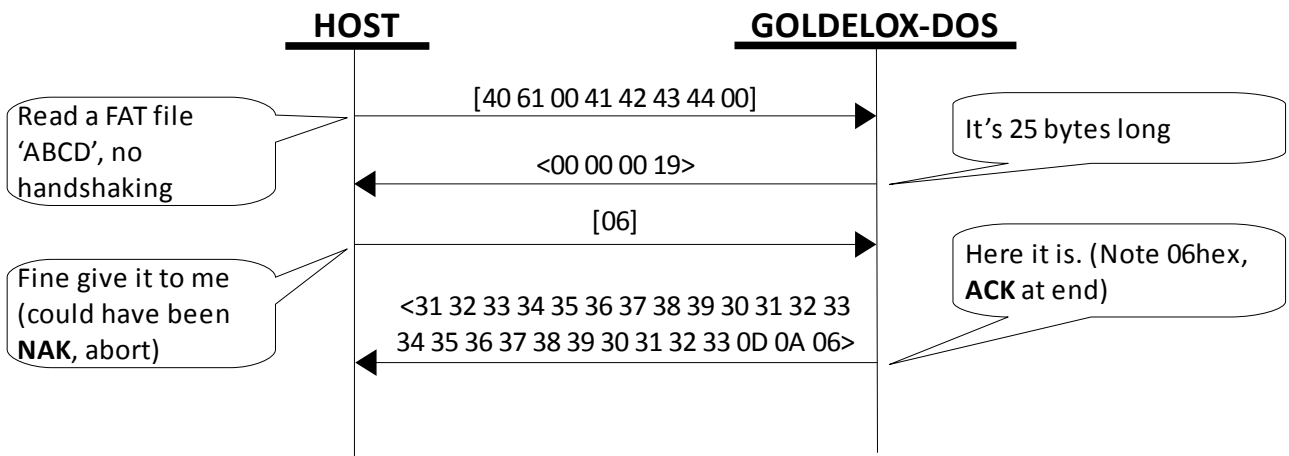 HOST
GOLDELOX-DOS
[40 61 00 41 42 43 44 00]
Read a FAT file
‘ABCD’, no
handshaking
It’s 25 bytes long
<00 00 00 19>
[06]
Fine give it to me
(could have been
NAK, abort)
Here it is. (Note 06hex,
ACK at end)
<31 32 33 34 35 36 37 38 39 30 31 32 33
34 35 36 37 38 39 30 31 32 33 0D 0A 06>